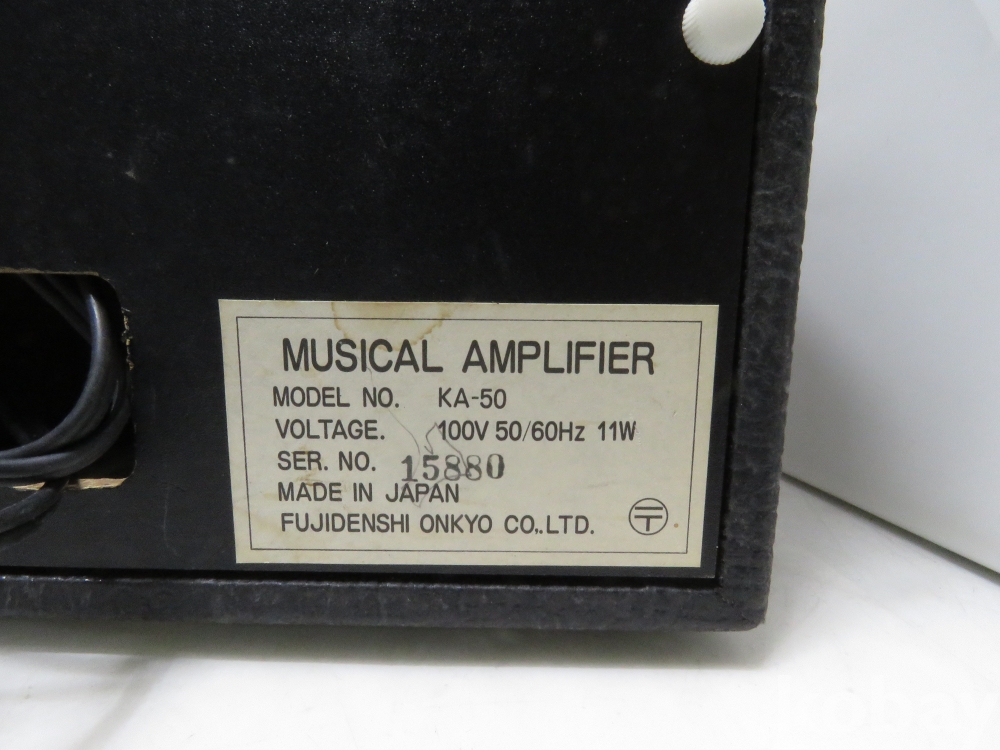 MUSICAL AMPLIFIER
MODEL NO. KA-50
VOLTAGE. 100V 50/60Hz 11W
SER. NO. 15880
MADE IN JAPAN
FUJIDENSHI ONKYO CO,.LTD. 〒